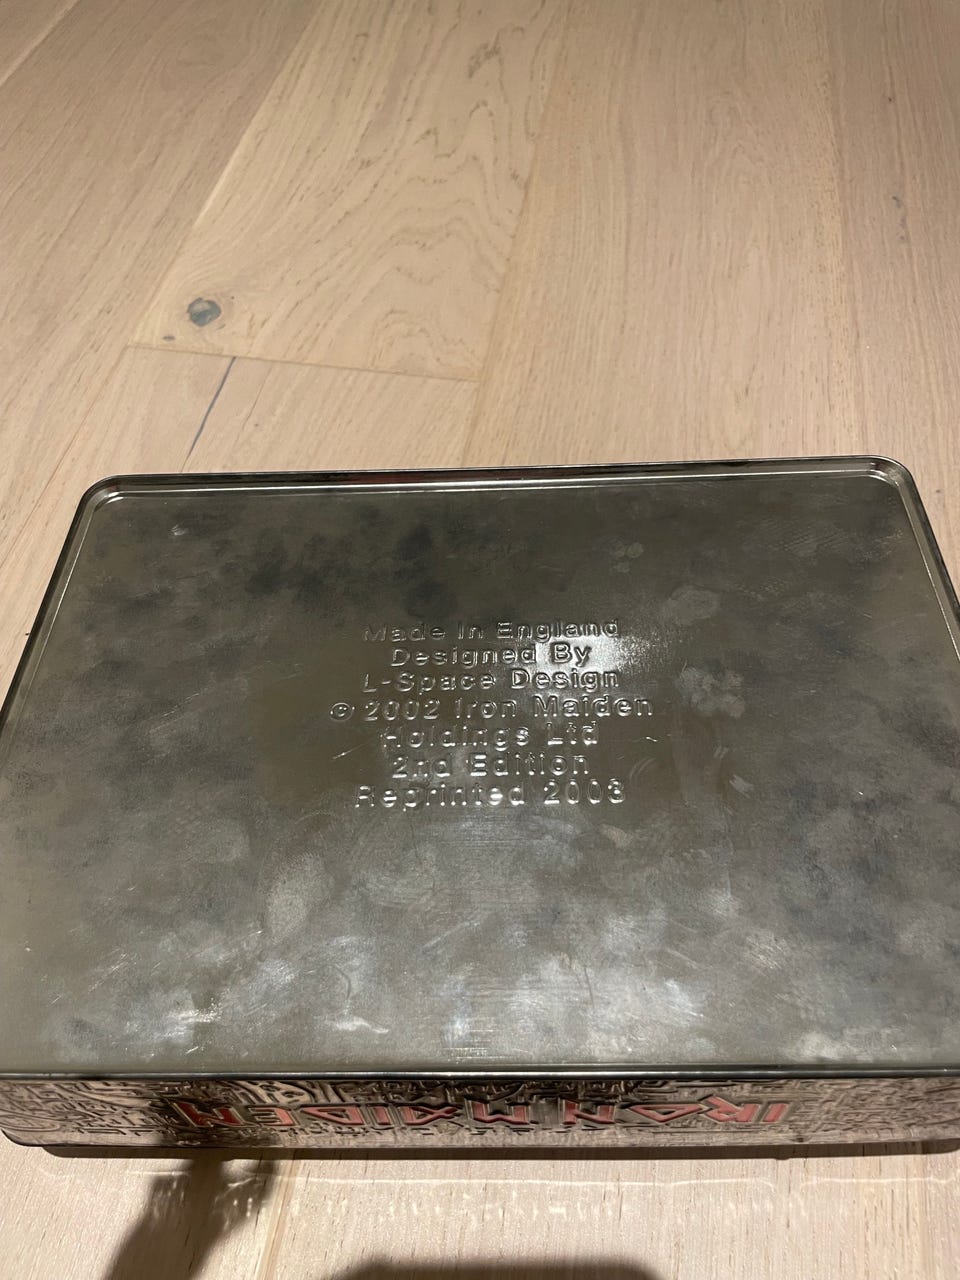 Made In England
Designed By
L-Space Design
© 2002 Iron Maiden
Holdings Ltd
2nd Edition
Reprinted 2003
IRON MAIDEN